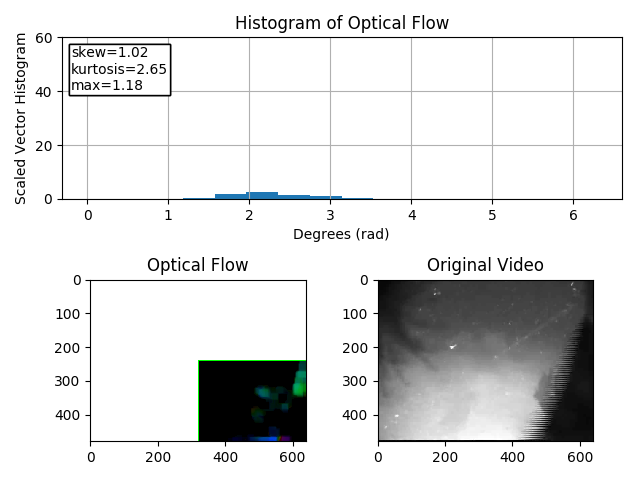 Histogram of Optical Flow
Scaled Vector Histogram
60
40
20
0
skew=1.02
kurtosis=2.65
max=1.18
0 1 2 3 4 5 6
Degrees (rad)
Optical Flow
0
100
200
300
400
0 200 400 600
Original Video
0
100
200
300
400
0 200 400 600